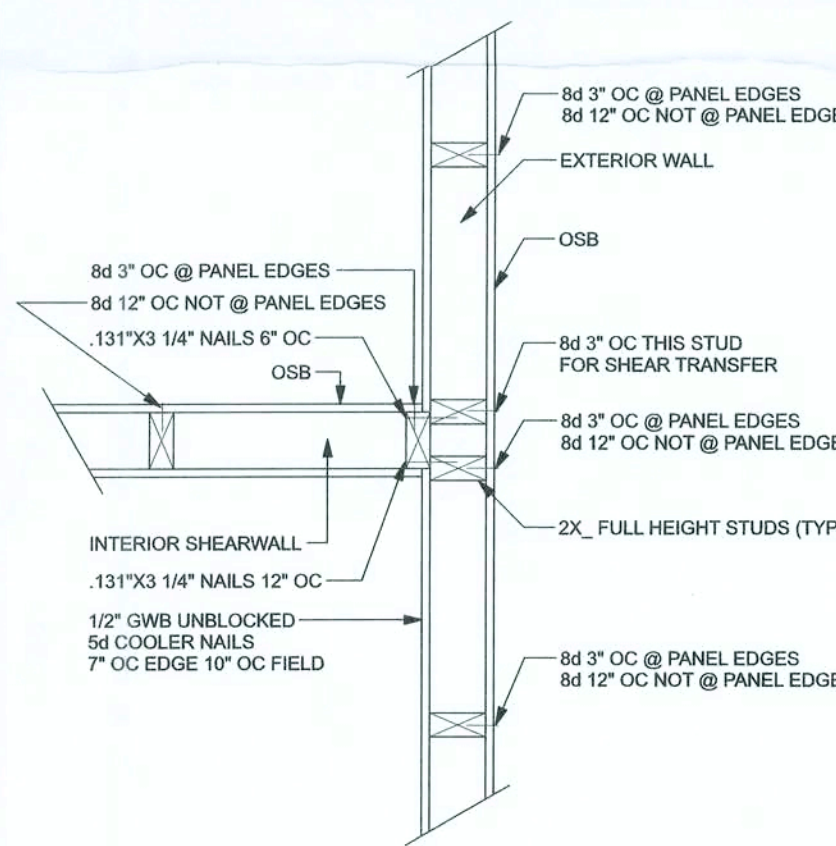 8d 3" OC @ PANEL EDGES
8d 12" OC NOT @ PANEL EDGE
EXTERIOR WALL
OSB
8d 3" OC @ PANEL EDGES
8d 12" OC NOT @ PANEL EDGES
.131"X3 1/4" NAILS 6" OC
OSB
8d 3" OC THIS STUD
FOR SHEAR TRANSFER
8d 3" OC @ PANEL EDGES
8d 12" OC NOT @ PANEL EDGE
2X_ FULL HEIGHT STUDS (TYP
INTERIOR SHEARWALL
.131"X3 1/4" NAILS 12" OC
1/2" GWB UNBLOCKED
5d COOLER NAILS
7" OC EDGE 10" OC FIELD
8d 3" OC @ PANEL EDGES
8d 12" OC NOT @ PANEL EDGE